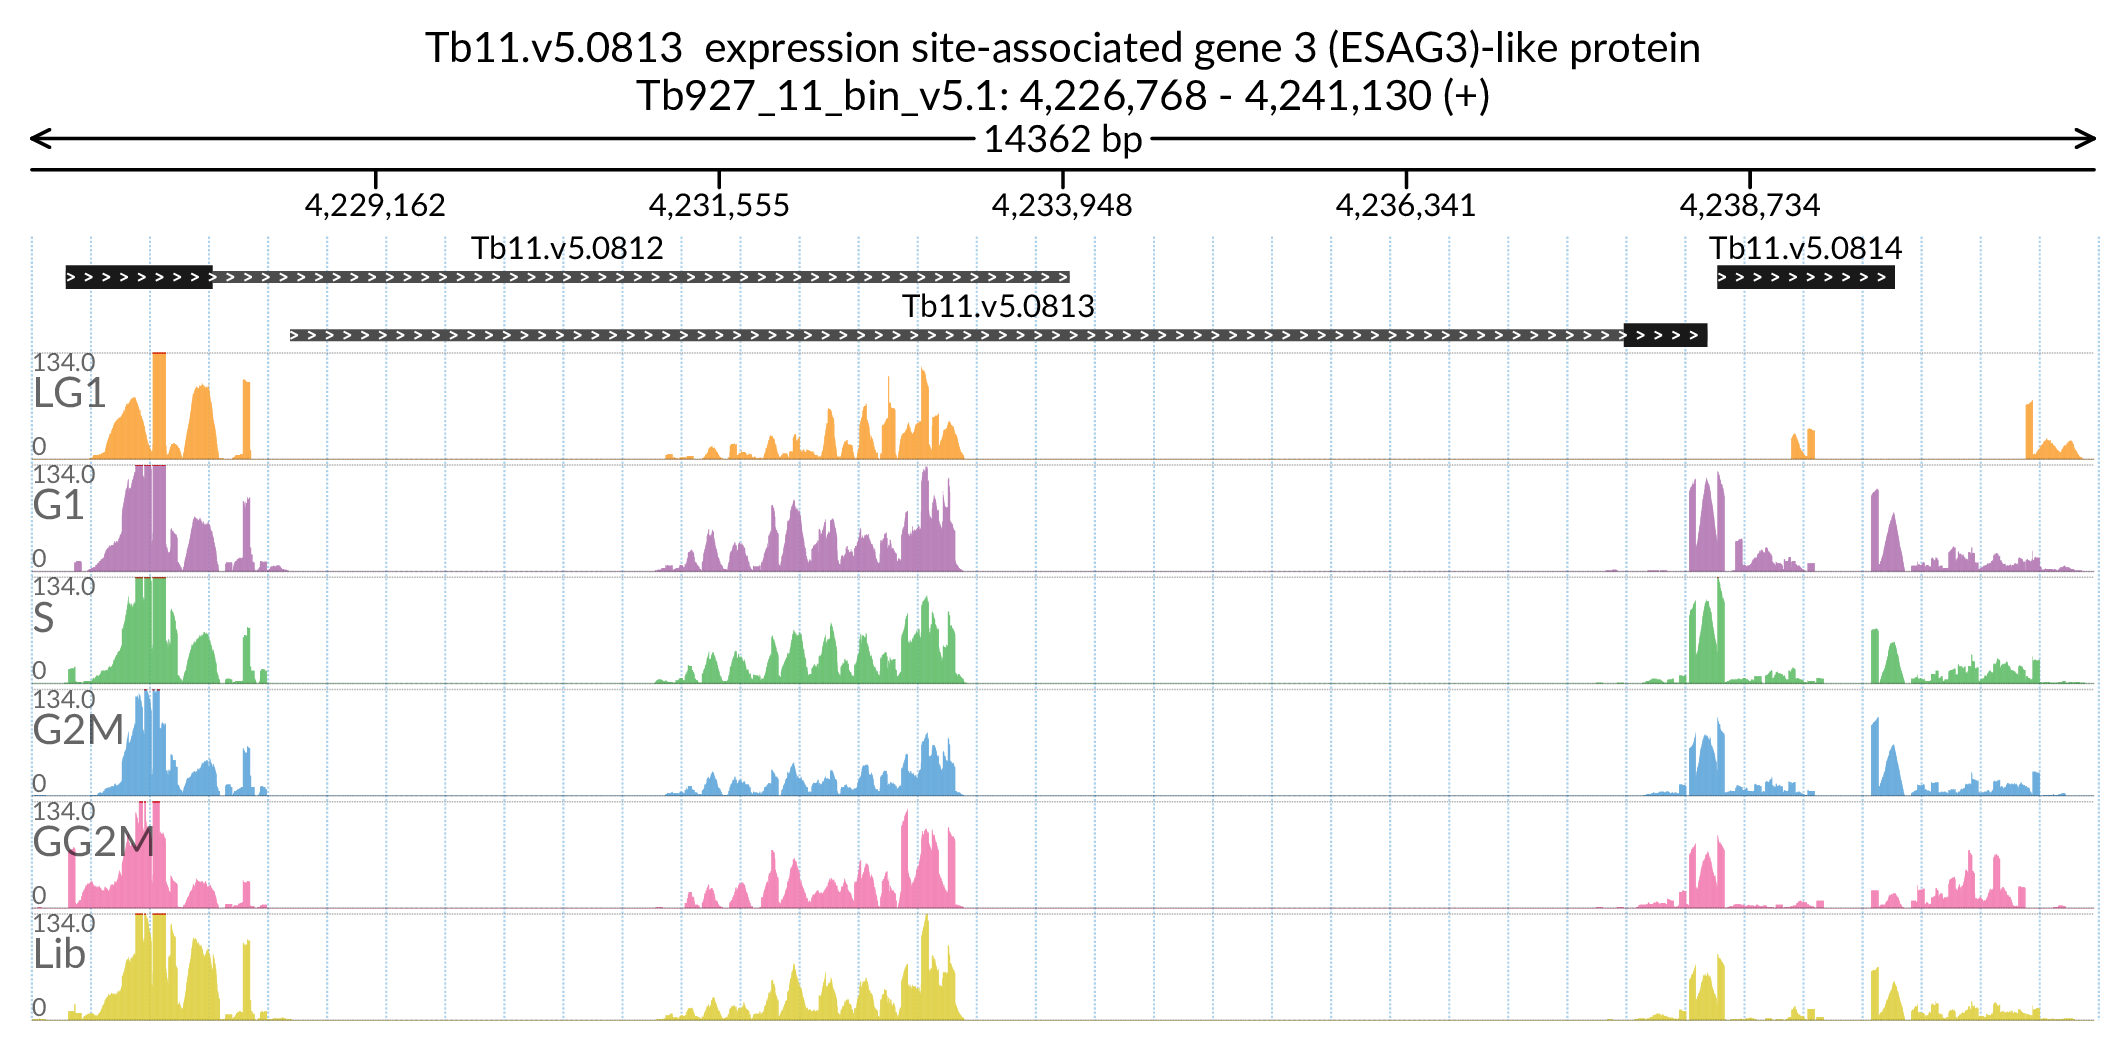 Tb11.v5.0813 expression site-associated gene 3 (ESAG3)-like protein
Tb927_11_bin_v5.1: 4,226,768 - 4,241,130 (+)
14362 bp
4,229,162 4,231,555 4,233,948 4,236,341 4,238,734
Tb11.v5.0812 Tb11.v5.0814
Tb11.v5.0813
134.0
LG1
0
134.0
G1
0
134.0
S
0
134.0
G2M
0
134.0
GG2M
0
134.0
Lib
0